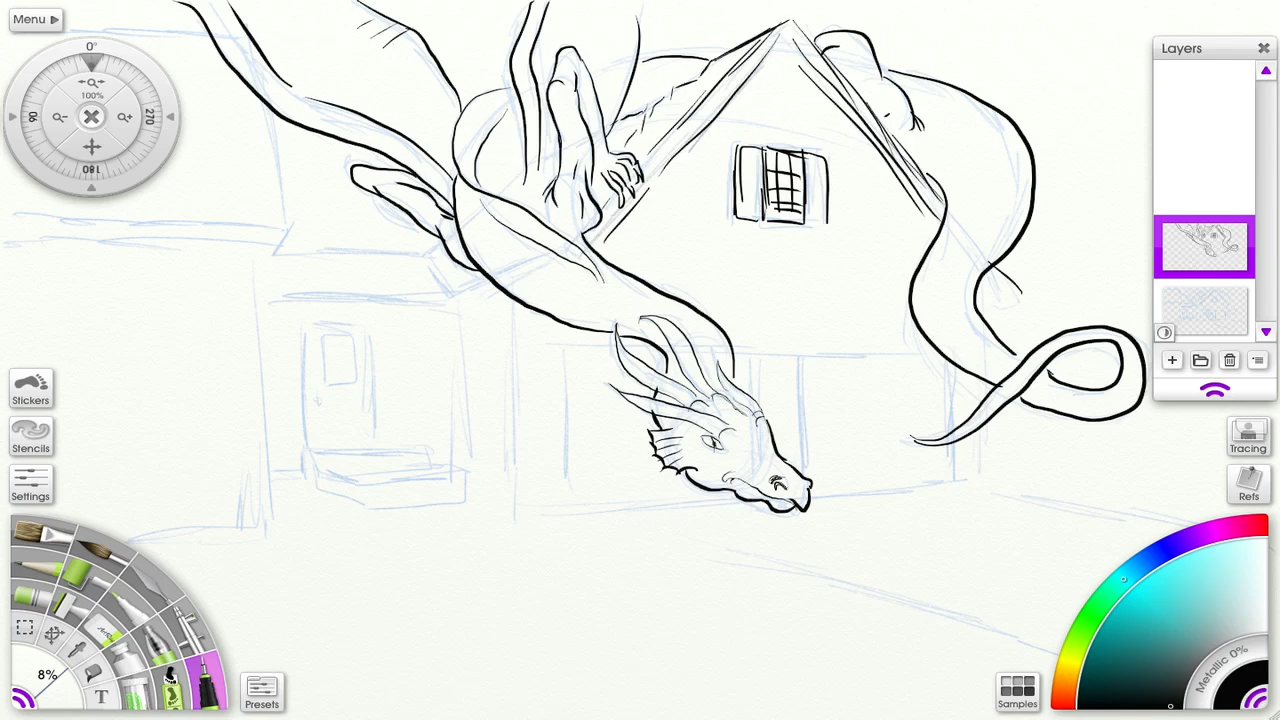 Menu
0°
100%
90
270
180
Layers
Stickers
Stencils
Settings
Tracing
Refs
8%
T
Presets
Samples
Metallic 0%